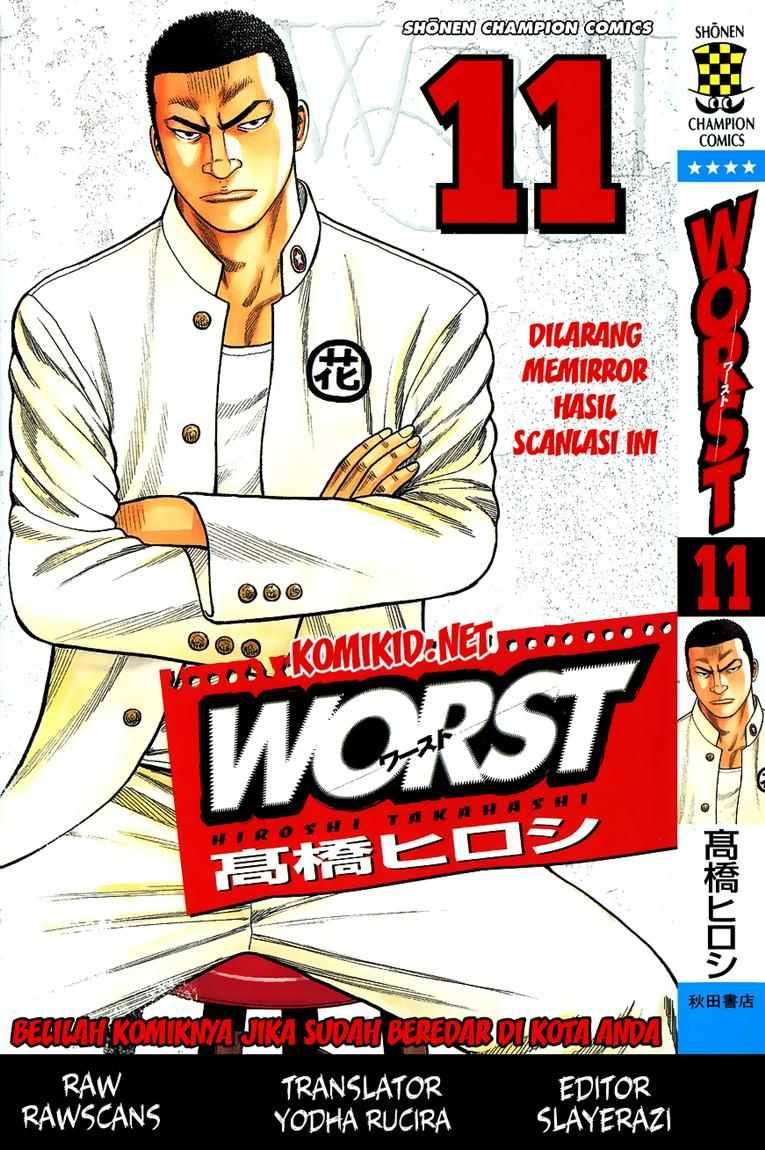 SHŌNEN CHAMPION COMICS
11
DILARANG
MEMIRROR
HASIL
SCANLASI INI
花
KOMIKID.NET
WORST
ワースト
HIROSHI TAKAHASHI
髙橋ヒロシ
BELILAH KOMIKNYA JIKA SUDAH BEREDAR DI KOTA ANDA
RAW
RAWSCANS
TRANSLATOR
YODHA RUCIRA
EDITOR
SLAYERAZI
SHŌNEN
CHAMPION
COMICS
WORST
ワースト
11
花
髙橋ヒロシ
秋田書店